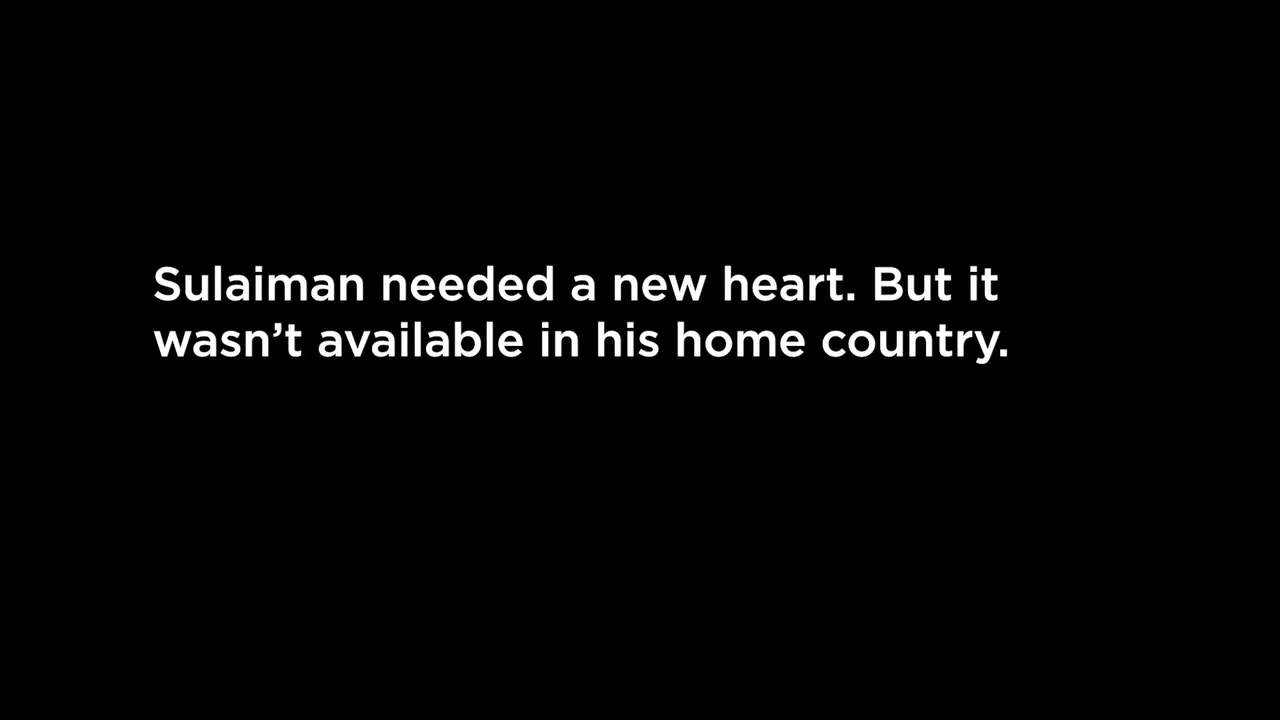 Sulaiman needed a new heart. But it
wasn’t available in his home country.